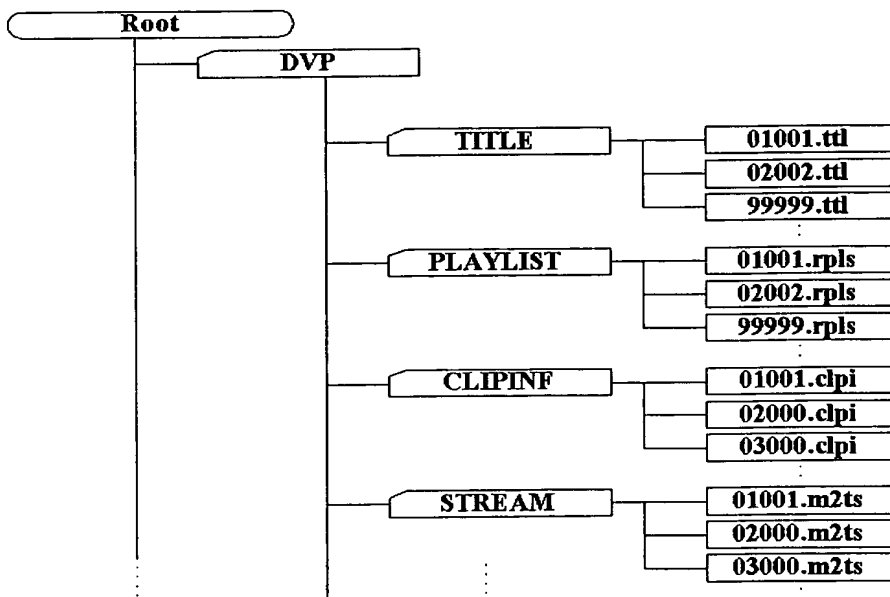 Root
DVP
TITLE
01001.ttl
02002.ttl
99999.ttl
PLAYLIST
01001.rpls
02002.rpls
99999.rpls
CLIPINF
01001.clpi
02000.clpi
03000.clpi
STREAM
01001.m2ts
02000.m2ts
03000.m2ts